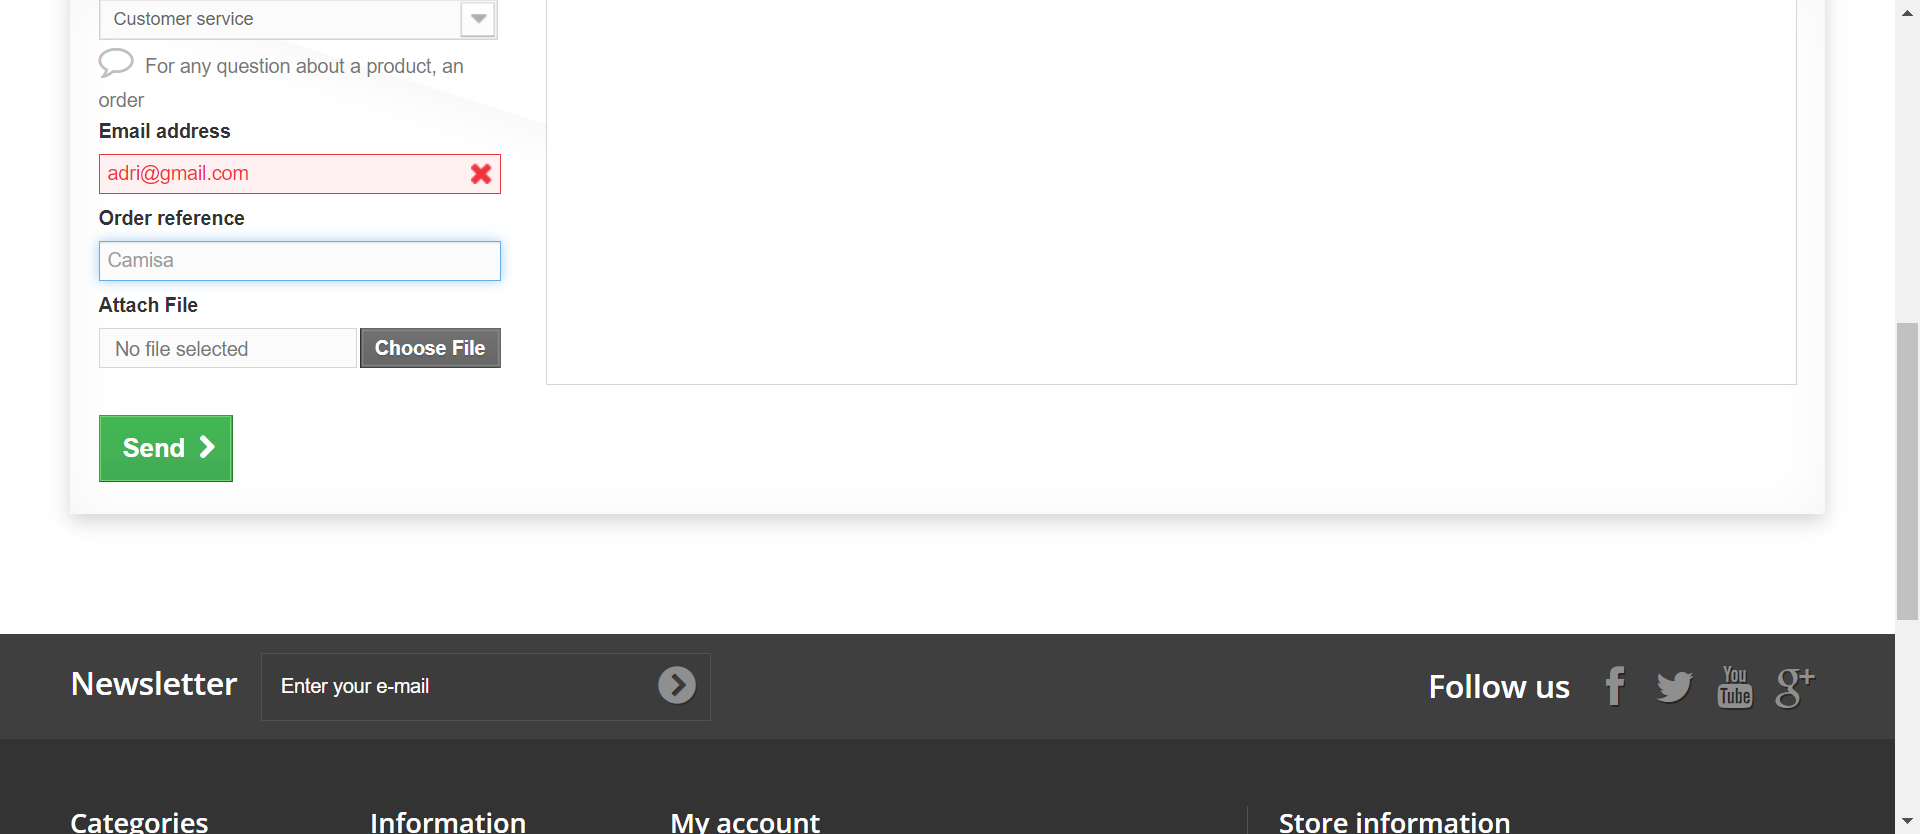 Customer service
For any question about a product, an
order
Email address
adri@gmail.com
Order reference
Camisa
Attach File
No file selected
Choose File
Send
Newsletter
Enter your e-mail
Follow us
You
Tube
g+
Categories
Information
My account
Store information